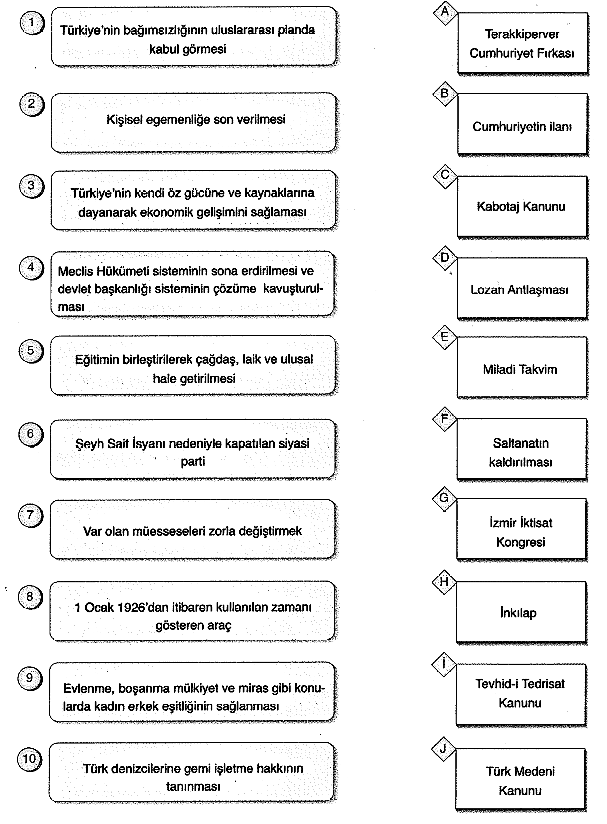 1
Türkiye'nin bağımsızlığının uluslararası planda
kabul görmesi
2
Kişisel egemenliğe son verilmesi
3
Türkiye'nin kendi öz gücüne ve kaynaklarına
dayanarak ekonomik gelişimini sağlaması
4
Meclis Hükümeti sisteminin sona erdirilmesi ve
devlet başkanlığı sisteminin çözüme kavuşturul-
ması
5
Eğitimin birleştirilerek çağdaş, laik ve ulusal
hale getirilmesi
6
Şeyh Sait İsyanı nedeniyle kapatılan siyasi
parti
7
Var olan müesseseleri zorla değiştirmek
8
1 Ocak 1926'dan itibaren kullanılan zamanı
gösteren araç
9
Evlenme, boşanma mülkiyet ve miras gibi konu-
larda kadın erkek eşitliğinin sağlanması
10
Türk denizcilerine gemi işletme hakkının
tanınması
A
Terakkiperver
Cumhuriyet Fırkası
B
Cumhuriyetin ilanı
C
Kabotaj Kanunu
D
Lozan Antlaşması
E
Miladi Takvim
F
Saltanatın
kaldırılması
G
İzmir İktisat
Kongresi
H
İnkılap
İ
Tevhid-i Tedrisat
Kanunu
J
Türk Medeni
Kanunu